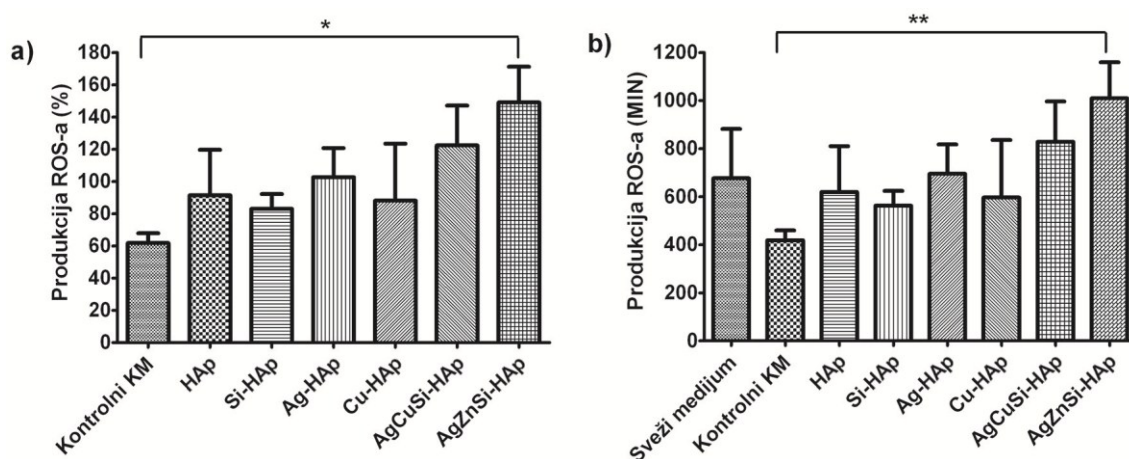 a)
*
Produkcija ROS-a (%)
180
160
140
120
100
80
60
40
20
0
Kontrolni KM
HAp
Si-HAp
Ag-HAp
Cu-HAp
AgCuSi-HAp
AgZnSi-HAp
b)
**
Produkcija ROS-a (MIN)
1200
1000
800
600
400
200
0
Sveži medijum
Kontrolni KM
HAp
Si-HAp
Ag-HAp
Cu-HAp
AgCuSi-HAp
AgZnSi-HAp